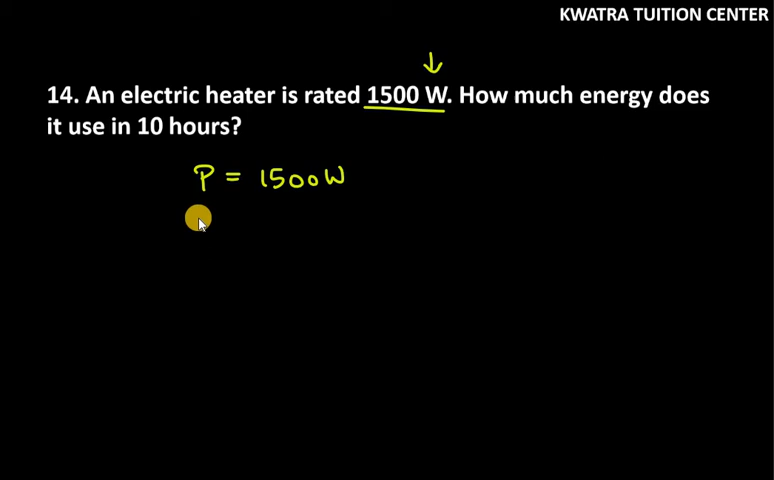 KWATRA TUITION CENTER
14. An electric heater is rated 1500 W. How much energy does
it use in 10 hours?
P = 1500W